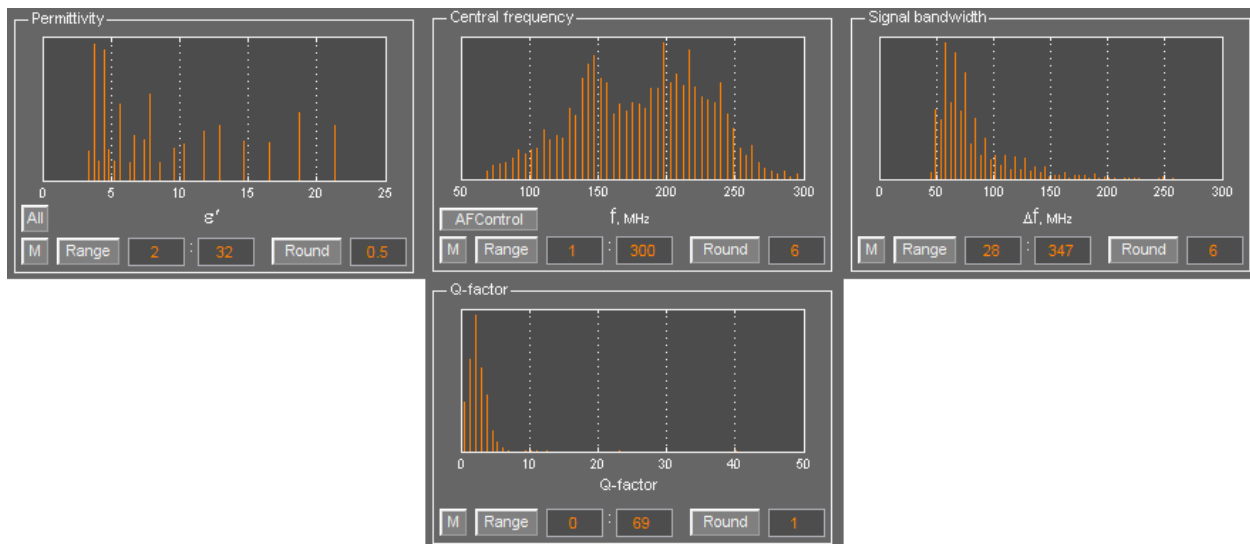 Permittivity
0 5 10 15 20 25
All
ε′
M Range 2 : 32 Round 0.5
Central frequency
50 100 150 200 250 300
AFControl f, MHz
M Range 1 : 300 Round 6
Signal bandwidth
0 50 100 150 200 250 300
Δf, MHz
M Range 28 : 347 Round 6
Q-factor
0 10 20 30 40 50
Q-factor
M Range 0 : 69 Round 1